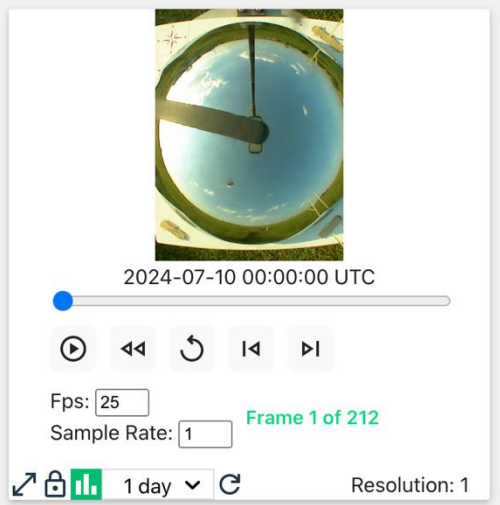 2024-07-10 00:00:00 UTC
Fps: 25
Sample Rate: 1
Frame 1 of 212
1 day
Resolution: 1